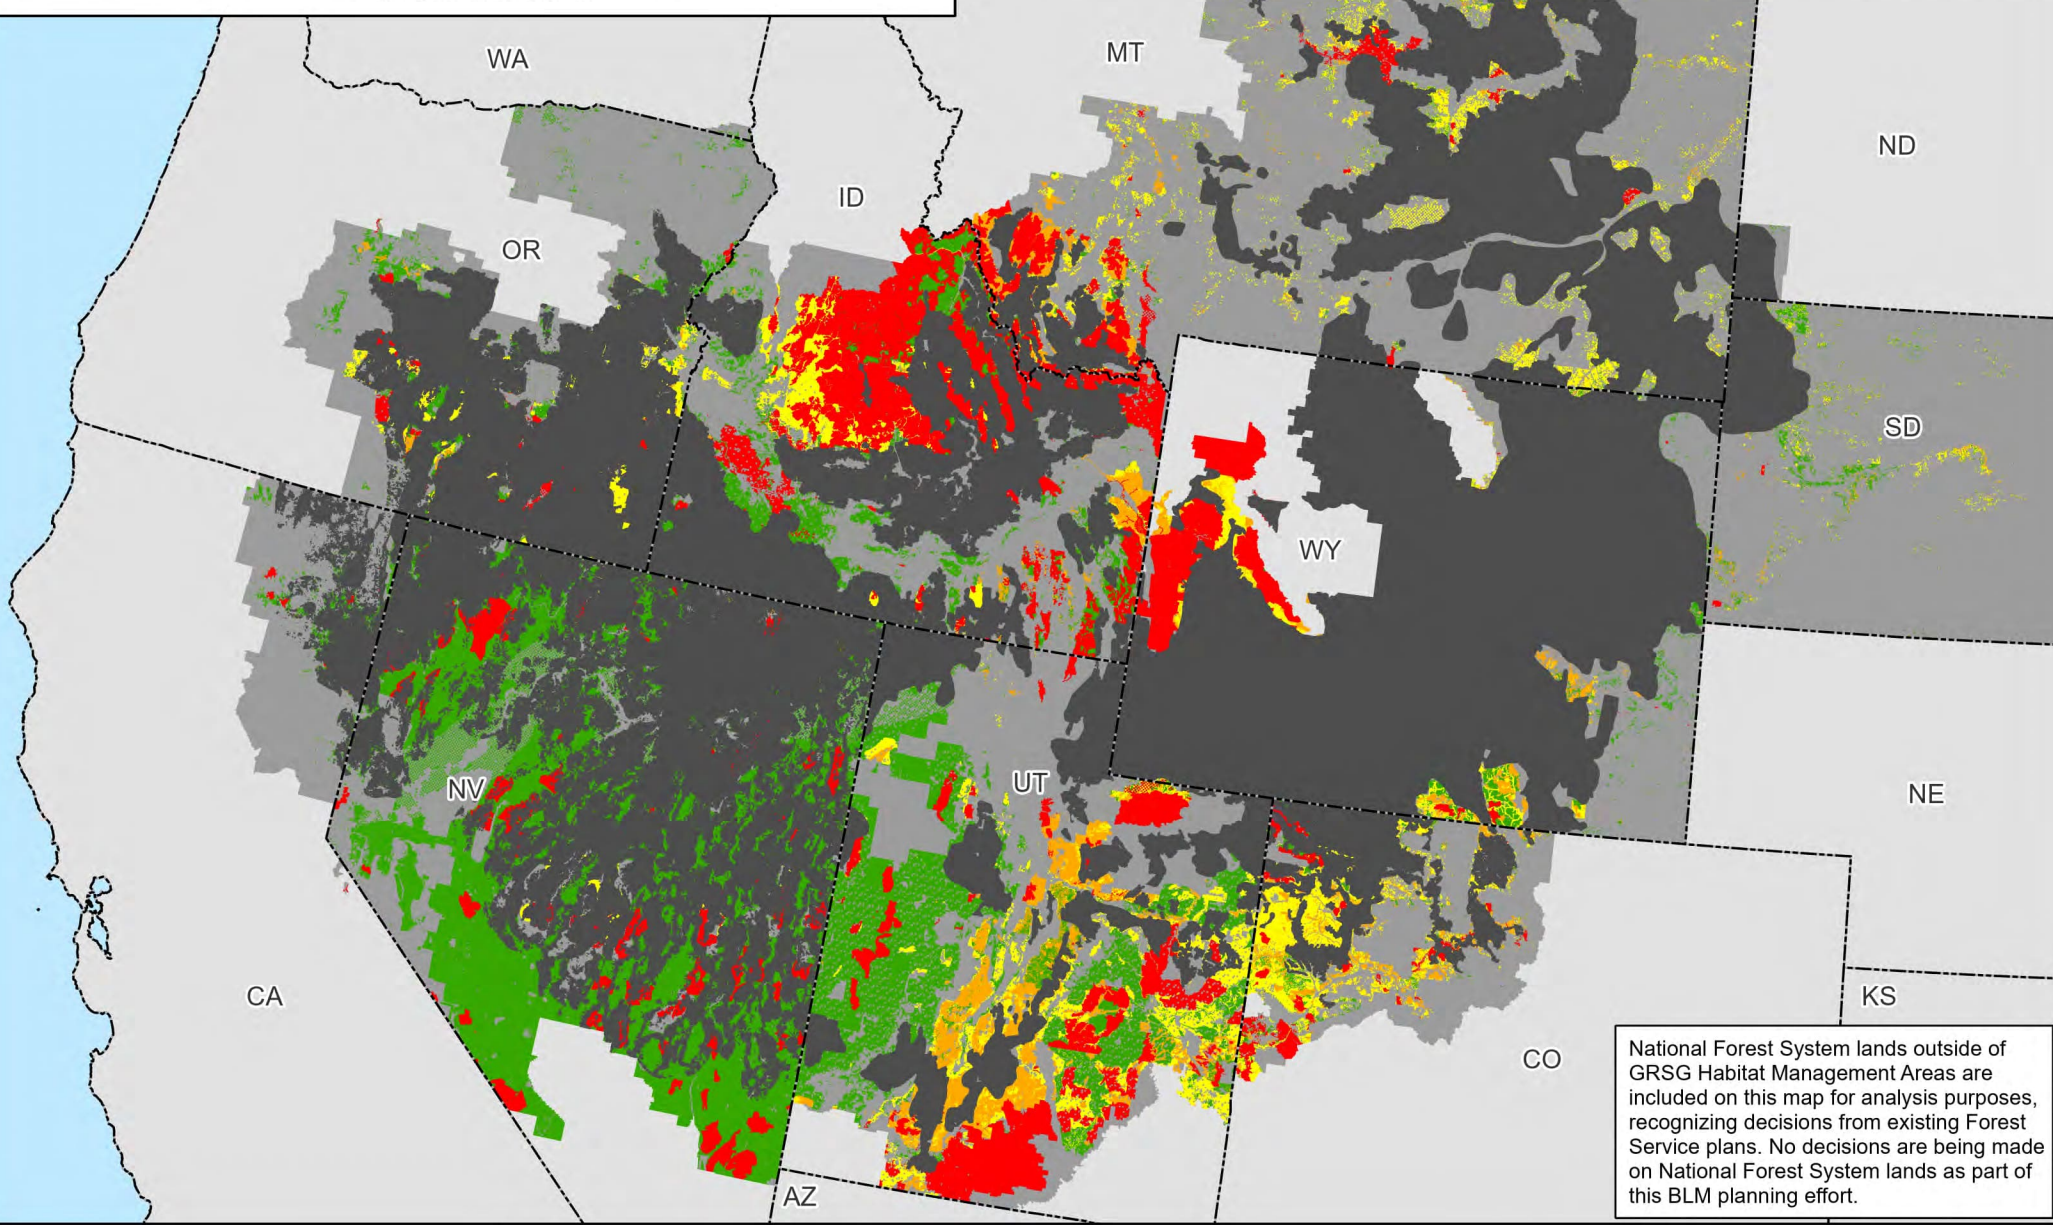 WA
MT
ND
ID
OR
SD
WY
NV
UT
NE
CA
KS
CO
AZ
National Forest System lands outside of
GRSG Habitat Management Areas are
included on this map for analysis purposes,
recognizing decisions from existing Forest
Service plans. No decisions are being made
on National Forest System lands as part of
this BLM planning effort.